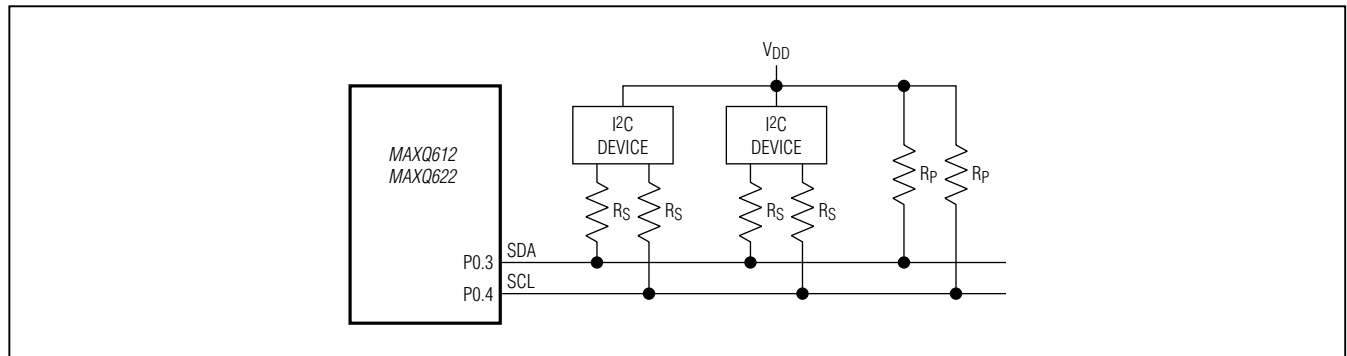 VDD
I2C
DEVICE
I2C
DEVICE
MAXQ612
MAXQ622
RP
RP
RS
RS
RS
RS
P0.3
SDA
P0.4
SCL